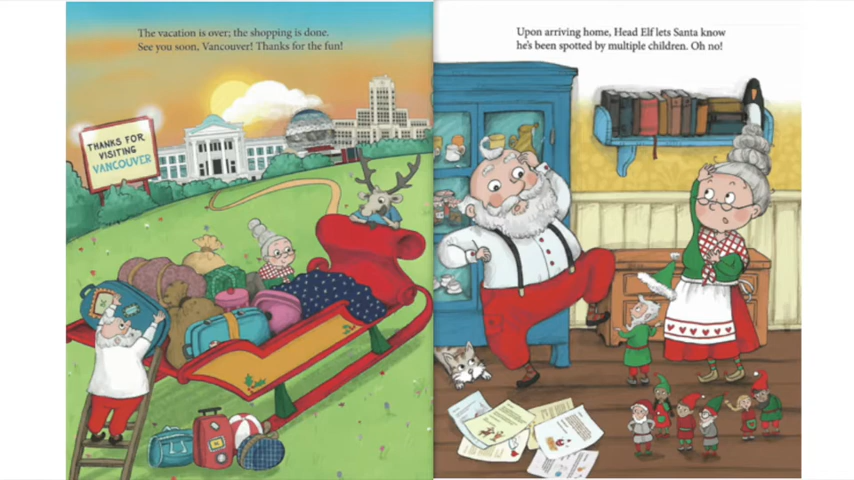 The vacation is over; the shopping is done.
See you soon, Vancouver! Thanks for the fun!
THANKS FOR
VISITING
VANCOUVER
Upon arriving home, Head Elf lets Santa know
he's been spotted by multiple children. Oh no!